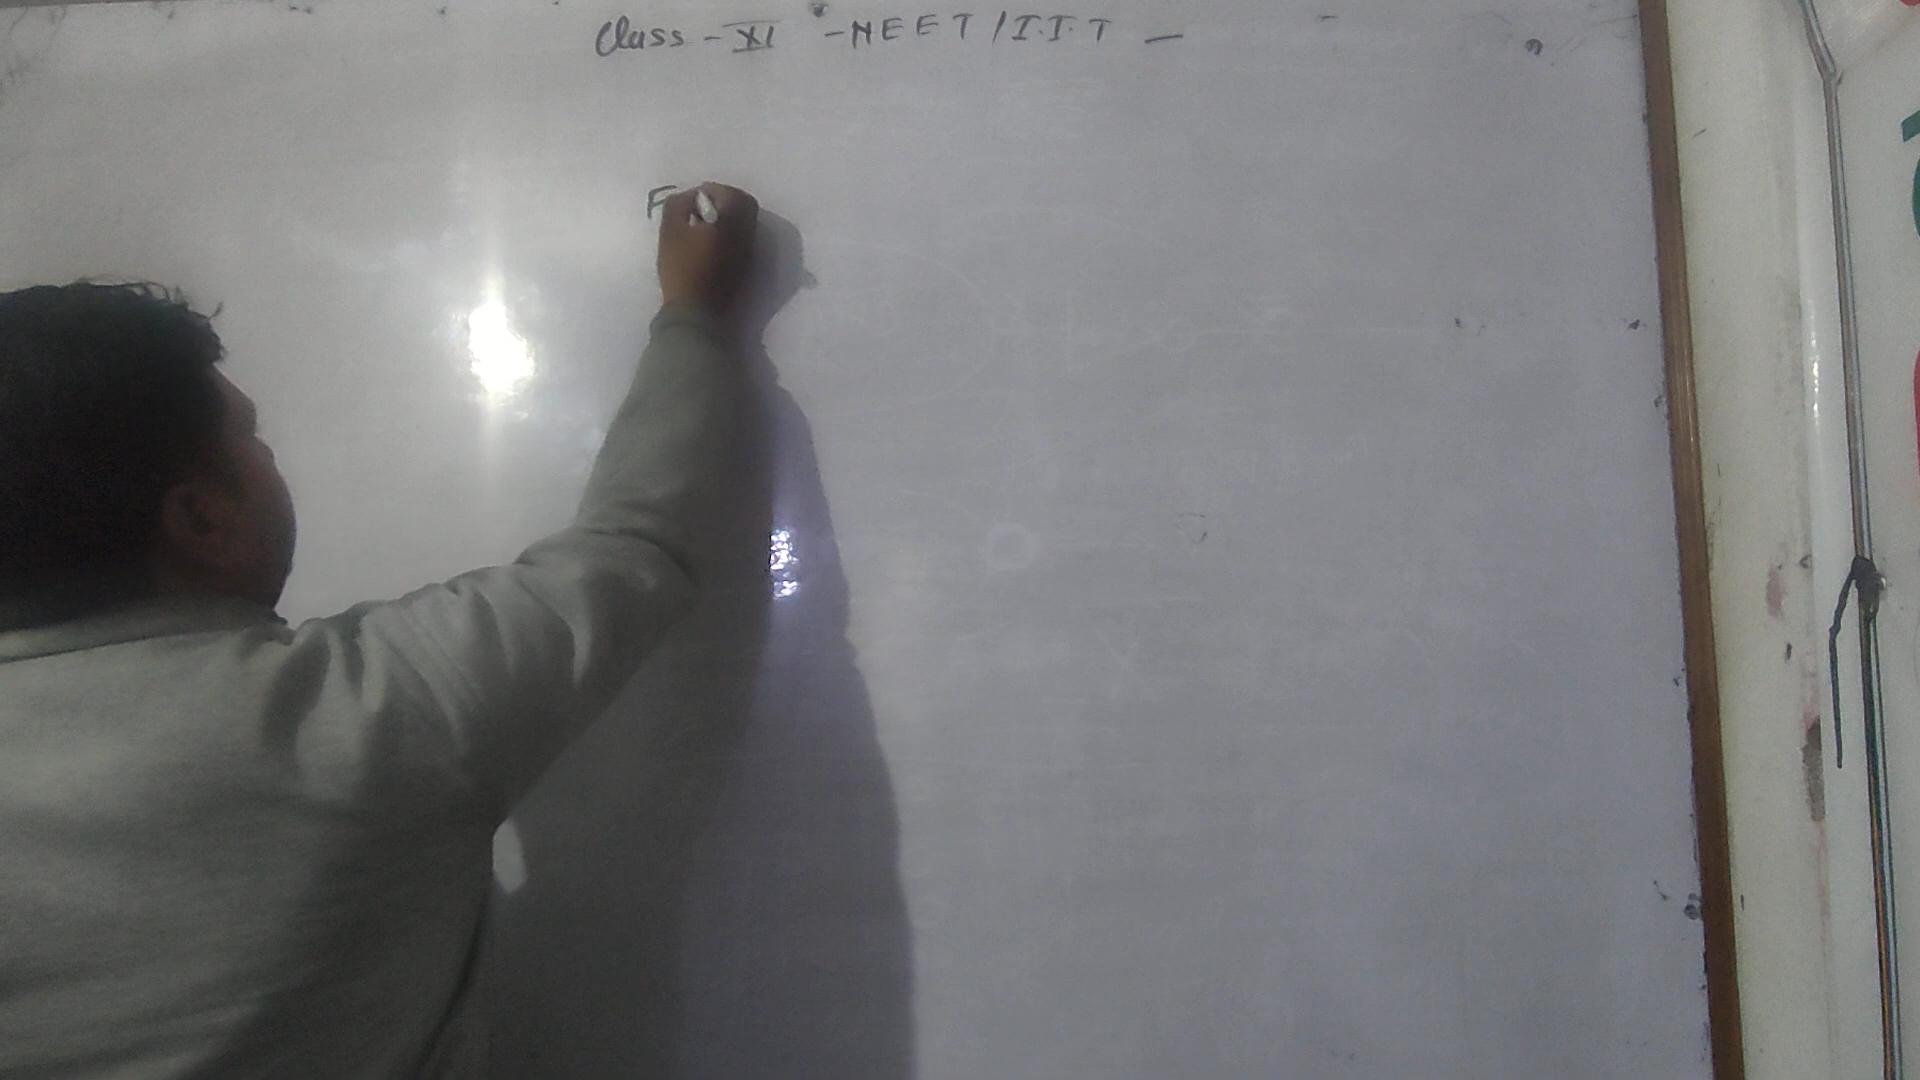 Class - XI - NEET / I.I.T -
F